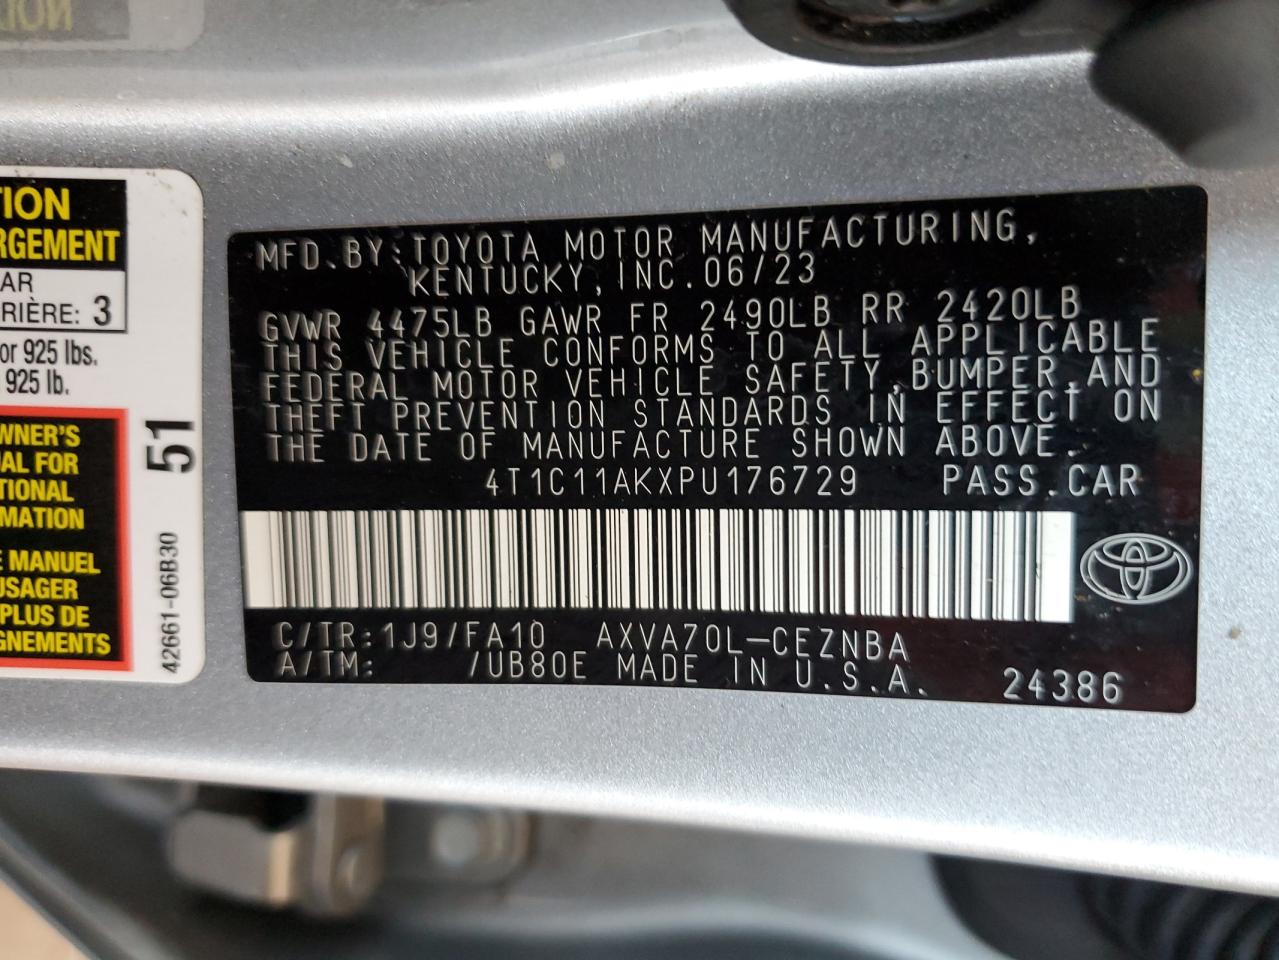 TION
RGEMENT
AR
RIÈRE: 3
or 925 lbs.
925 lb.
WNER'S
AL FOR
TIONAL
MATION
E MANUEL
USAGER
PLUS DE
GNEMENTS
51
42661-06B30
MFD.BY:TOYOTA MOTOR MANUFACTURING,
KENTUCKY,INC.06/23
GVWR 4475LB GAWR FR 2490LB RR 2420LB
THIS VEHICLE CONFORMS TO ALL APPLICABLE
FEDERAL MOTOR VEHICLE SAFETY,BUMPER,AND
THEFT PREVENTION STANDARDS IN EFFECT ON
THE DATE OF MANUFACTURE SHOWN ABOVE.
4T1C11AKXPU176729 PASS.CAR
C/TR:1J9/FA10 AXVA70L-CEZNBA
A/TM: /UB80E MADE IN U.S.A. 24386